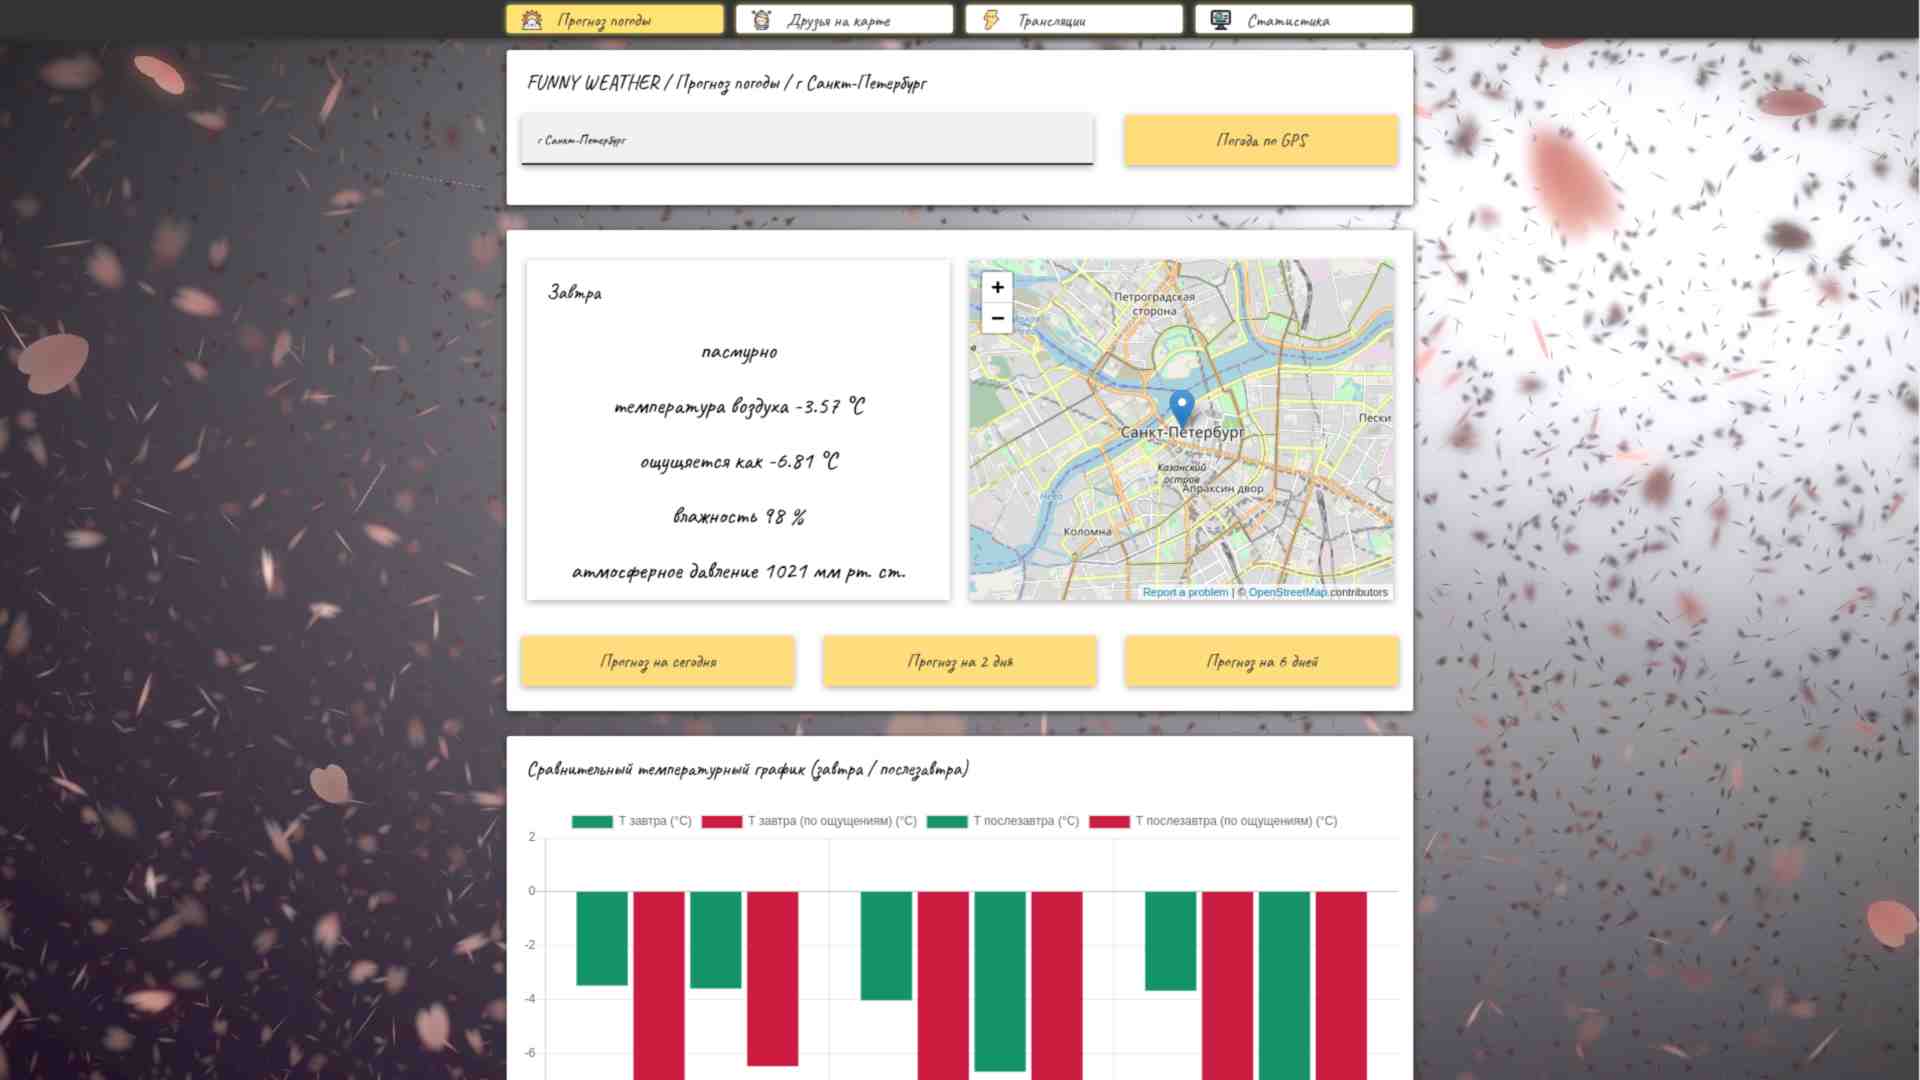 Прогноз погоды
Друзья на карте
Трансляции
Статистика
FUNNY WEATHER / Прогноз погоды / г Санкт-Петербург
г Санкт-Петербург
Погода по GPS
Завтра
пасмурно
температура воздуха -3.57 °C
ощущяется как -6.81 °C
влажность 98 %
атмосферное давление 1021 мм рт. ст.
+
−
Петроградская
сторона
Пески
Санкт-Петербург
Казанский
остров
Апраксин двор
Нева
Коломна
Report a problem | © OpenStreetMap contributors
Прогноз на сегодня
Прогноз на 2 дня
Прогноз на 6 дней
Сравнительный температурный график (завтра / послезавтра)
T завтра (°C)
T завтра (по ощущениям) (°C)
T послезавтра (°C)
T послезавтра (по ощущениям) (°C)
2
0
-2
-4
-6